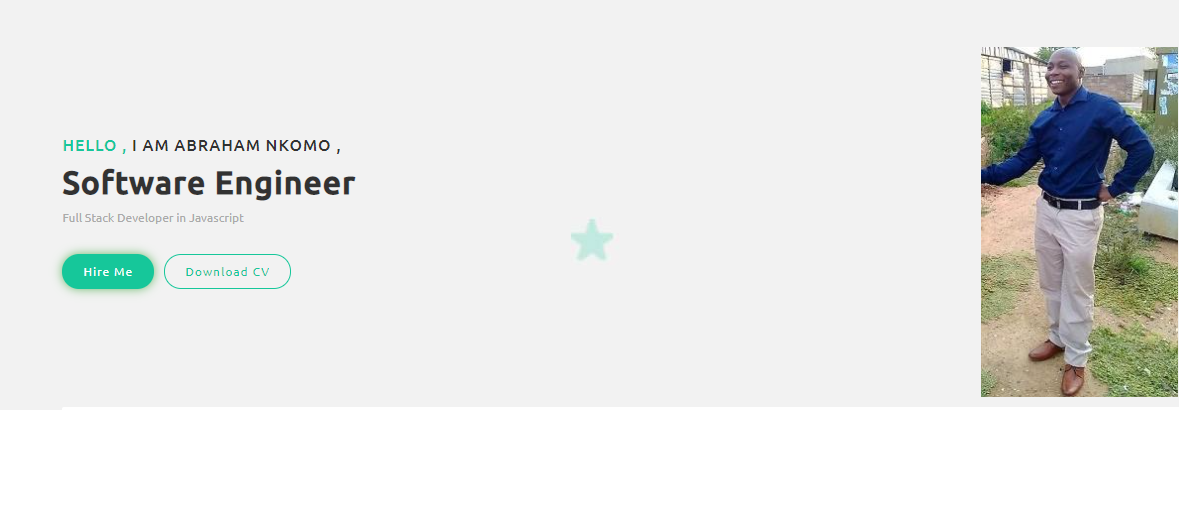 HELLO , I AM ABRAHAM NKOMO ,
Software Engineer
Full Stack Developer in Javascript
Hire Me
Download CV